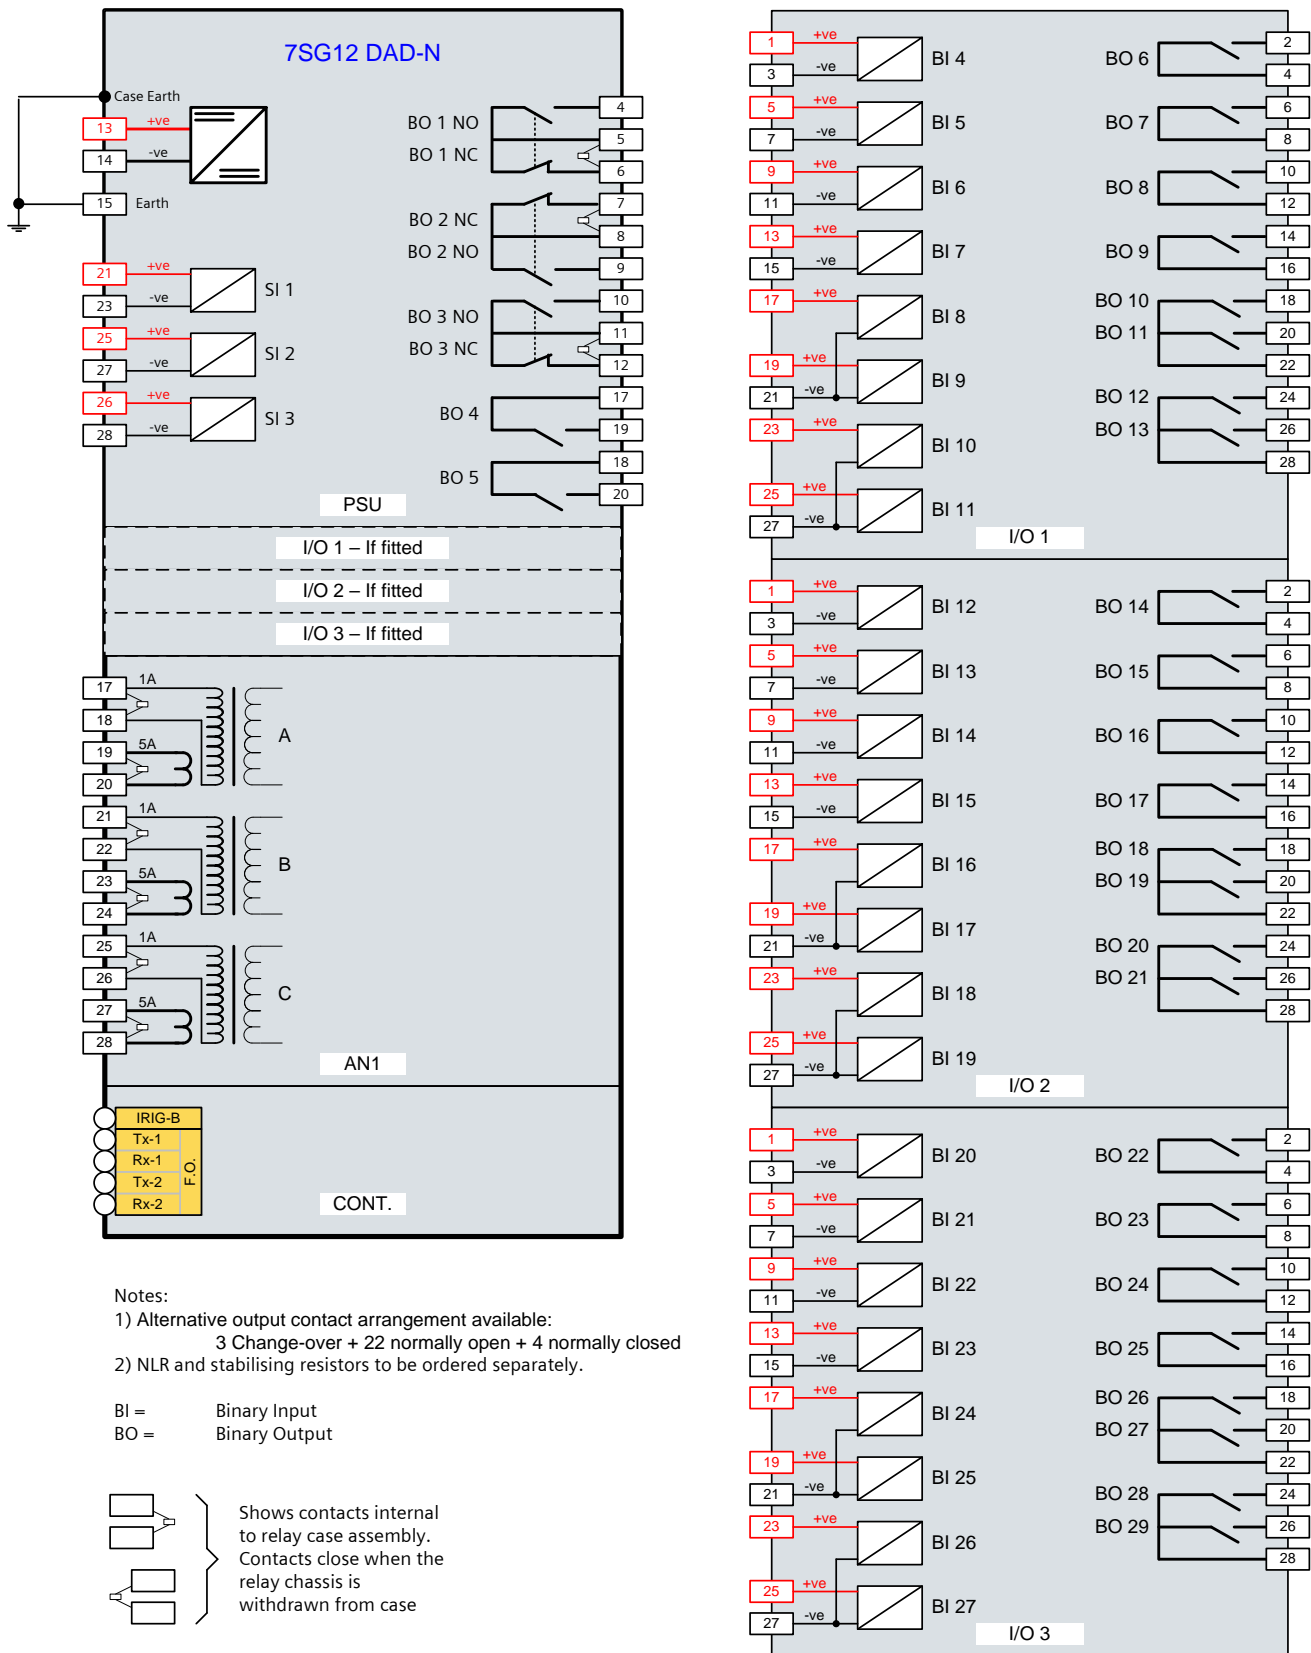 7SG12 DAD-N
Case Earth
13 +ve
14 -ve
15 Earth
21 +ve
23 -ve
SI 1
25 +ve
27 -ve
SI 2
26 +ve
28 -ve
SI 3
BO 1 NO
BO 1 NC
4
5
6
BO 2 NC
BO 2 NO
7
8
9
BO 3 NO
BO 3 NC
10
11
12
BO 4
17
19
BO 5
18
20
PSU
I/O 1 – If fitted
I/O 2 – If fitted
I/O 3 – If fitted
17 1A
18
19 5A
20
A
21 1A
22
23 5A
24
B
25 1A
26
27 5A
28
C
AN1
IRIG-B
Tx-1
Rx-1
Tx-2
Rx-2
F.O.
CONT.
Notes:
1) Alternative output contact arrangement available:
3 Change-over + 22 normally open + 4 normally closed
2) NLR and stabilising resistors to be ordered separately.
BI = Binary Input
BO = Binary Output
Shows contacts internal
to relay case assembly.
Contacts close when the
relay chassis is
withdrawn from case
1 +ve
3 -ve
BI 4
5 +ve
7 -ve
BI 5
9 +ve
11 -ve
BI 6
13 +ve
15 -ve
BI 7
17 +ve
BI 8
19 +ve
21 -ve
BI 9
23 +ve
BI 10
25 +ve
27 -ve
BI 11
BO 6
2
4
BO 7
6
8
BO 8
10
12
BO 9
14
16
BO 10
BO 11
18
20
22
BO 12
BO 13
24
26
28
I/O 1
1 +ve
3 -ve
BI 12
5 +ve
7 -ve
BI 13
9 +ve
11 -ve
BI 14
13 +ve
15 -ve
BI 15
17 +ve
BI 16
19 +ve
21 -ve
BI 17
23 +ve
BI 18
25 +ve
27 -ve
BI 19
BO 14
2
4
BO 15
6
8
BO 16
10
12
BO 17
14
16
BO 18
BO 19
18
20
22
BO 20
BO 21
24
26
28
I/O 2
1 +ve
3 -ve
BI 20
5 +ve
7 -ve
BI 21
9 +ve
11 -ve
BI 22
13 +ve
15 -ve
BI 23
17 +ve
BI 24
19 +ve
21 -ve
BI 25
23 +ve
BI 26
25 +ve
27 -ve
BI 27
BO 22
2
4
BO 23
6
8
BO 24
10
12
BO 25
14
16
BO 26
BO 27
18
20
22
BO 28
BO 29
24
26
28
I/O 3